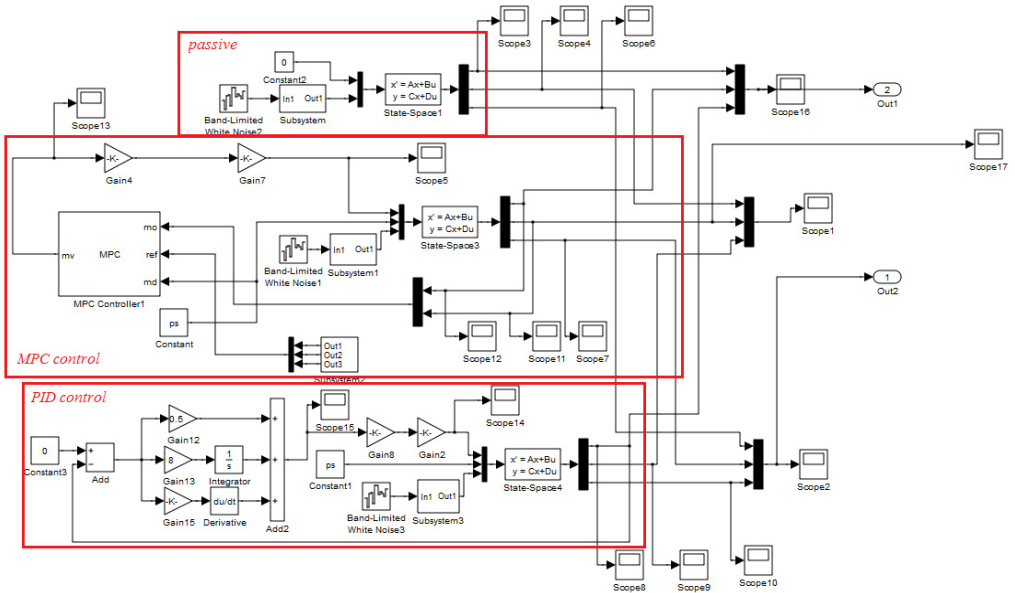 Scope3
Scope4
Scope6
passive
0
Constant2
Band-Limited
White Noise2
In1 Out1
Subsystem
x' = Ax+Bu
y = Cx+Du
State-Space1
Scope16
2
Out1
Scope13
-K-
Gain4
-K-
Gain7
Scope5
Scope17
MPC
mv
mo
ref
md
MPC Controller1
Band-Limited
White Noise1
In1 Out1
Subsystem1
x' = Ax+Bu
y = Cx+Du
State-Space3
Scope1
1
Out2
ps
Constant
Out1
Out2
Out3
Subsystem2
Scope12
Scope11
Scope7
MPC control
PID control
0
Constant3
+
−
Add
0.5
Gain12
8
Gain13
-K-
Gain15
1
s
Integrator
du/dt
Derivative
+
+
+
Add2
Scope15
-K-
Gain8
-K-
Gain2
Scope14
ps
Constant1
Band-Limited
White Noise3
In1 Out1
Subsystem3
x' = Ax+Bu
y = Cx+Du
State-Space4
Scope2
Scope8
Scope9
Scope10